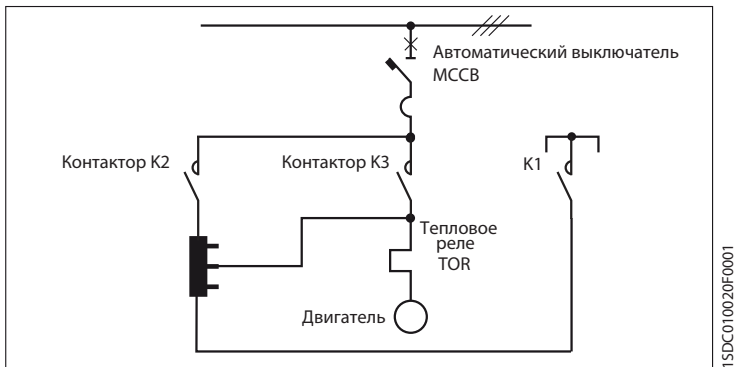 Автоматический выключатель
MCCB
Контактор K2
Контактор K3
K1
Тепловое
реле
TOR
Двигатель
1SDC010020F0001